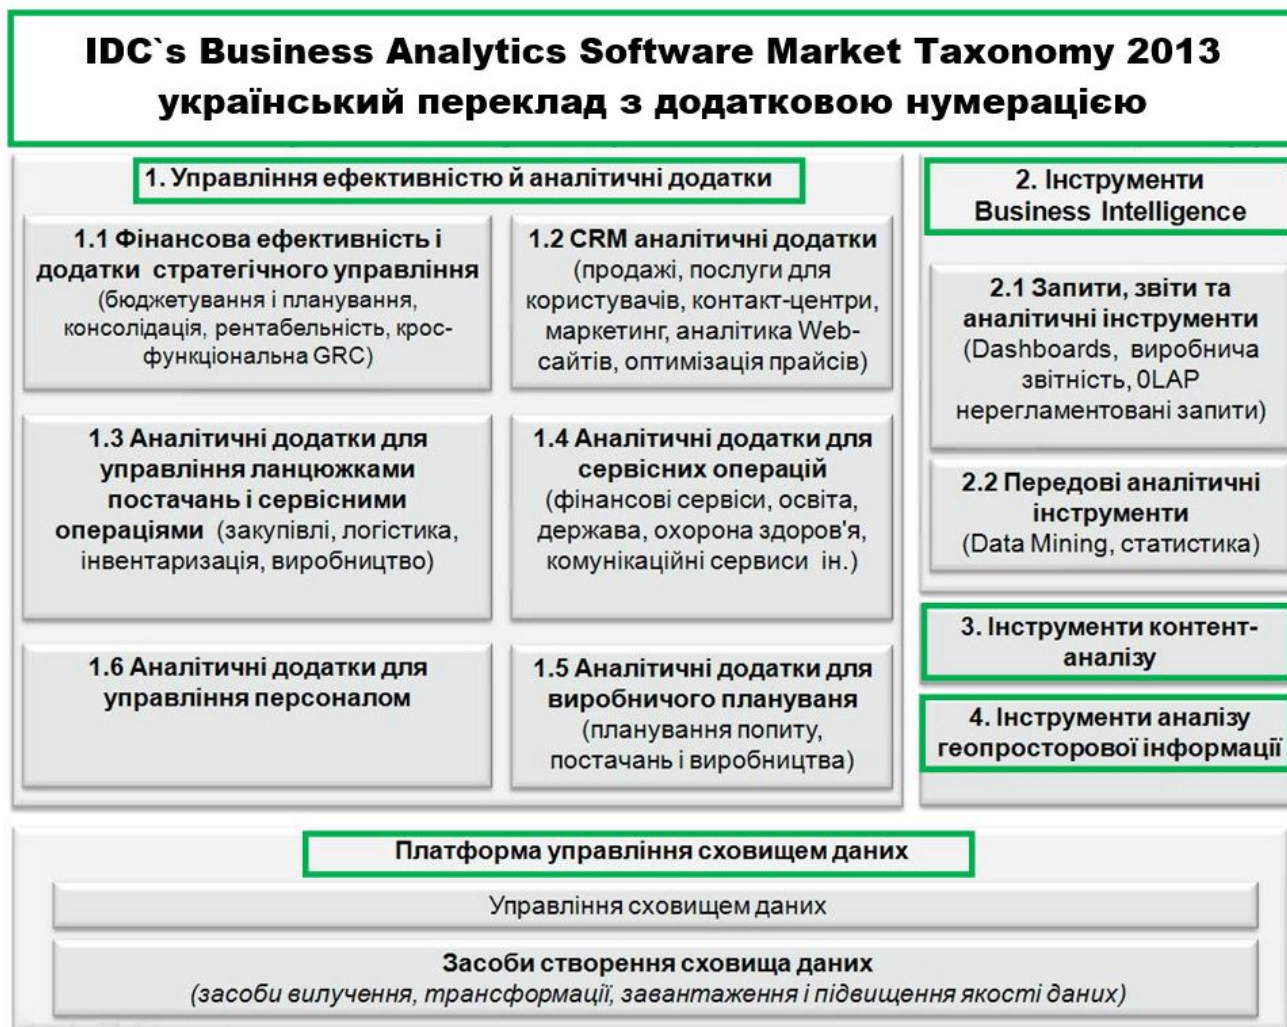 IDC`s Business Analytics Software Market Taxonomy 2013
український переклад з додатковою нумерацією
1. Управління ефективністю й аналітичні додатки
1.1 Фінансова ефективність і
додатки стратегічного управління
(бюджетування і планування,
консолідація, рентабельність, крос-
функціональна GRC)
1.2 CRM аналітичні додатки
(продажі, послуги для
користувачів, контакт-центри,
маркетинг, аналітика Web-
сайтів, оптимізація прайсів)
1.3 Аналітичні додатки для
управління ланцюжками
постачань і сервісними
операціями (закупівлі, логістика,
інвентаризація, виробництво)
1.4 Аналітичні додатки для
сервісних операцій
(фінансові сервіси, освіта,
держава, охорона здоров'я,
комунікаційні сервиси ін.)
1.6 Аналітичні додатки для
управління персоналом
1.5 Аналітичні додатки для
виробничого плануваня
(планування попиту,
постачань і виробництва)
2. Інструменти
Business Intelligence
2.1 Запити, звіти та
аналітичні інструменти
(Dashboards, виробнича
звітність, 0LAP
нерегламентовані запити)
2.2 Передові аналітичні
інструменти
(Data Mining, статистика)
3. Інструменти контент-
аналізу
4. Інструменти аналізу
геопросторової інформації
Платформа управління сховищем даних
Управління сховищем даних
Засоби створення сховища даних
(засоби вилучення, трансформації, завантаження і підвищення якості даних)